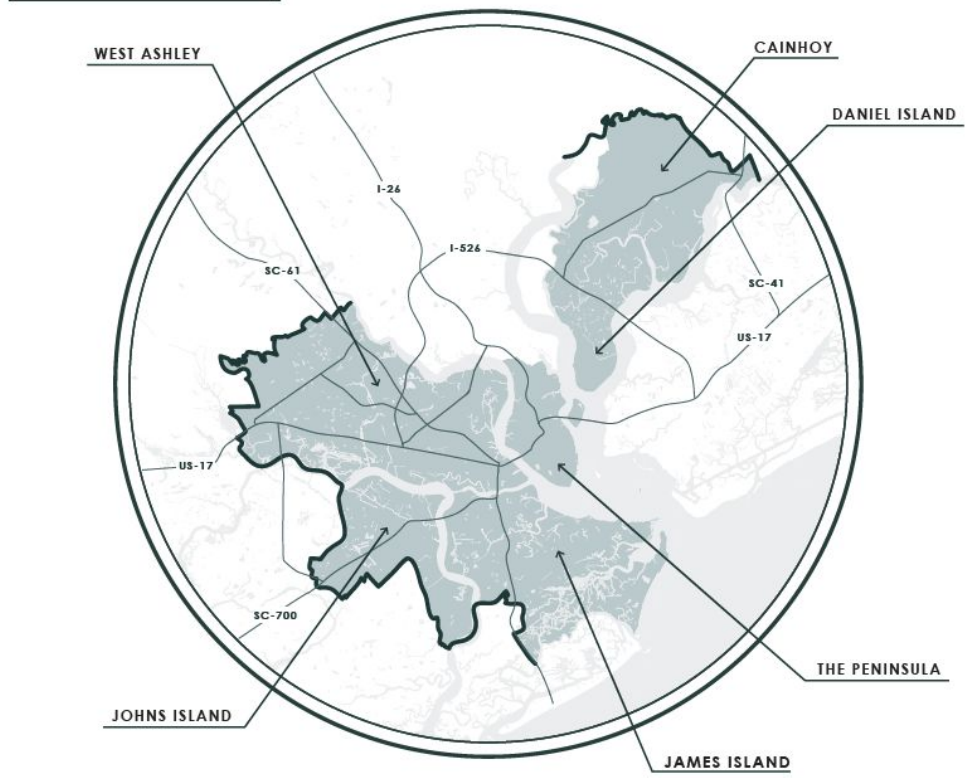 WEST ASHLEY
CAINHOY
DANIEL ISLAND
I-26
I-526
SC-61
SC-41
US-17
US-17
SC-700
THE PENINSULA
JOHNS ISLAND
JAMES ISLAND